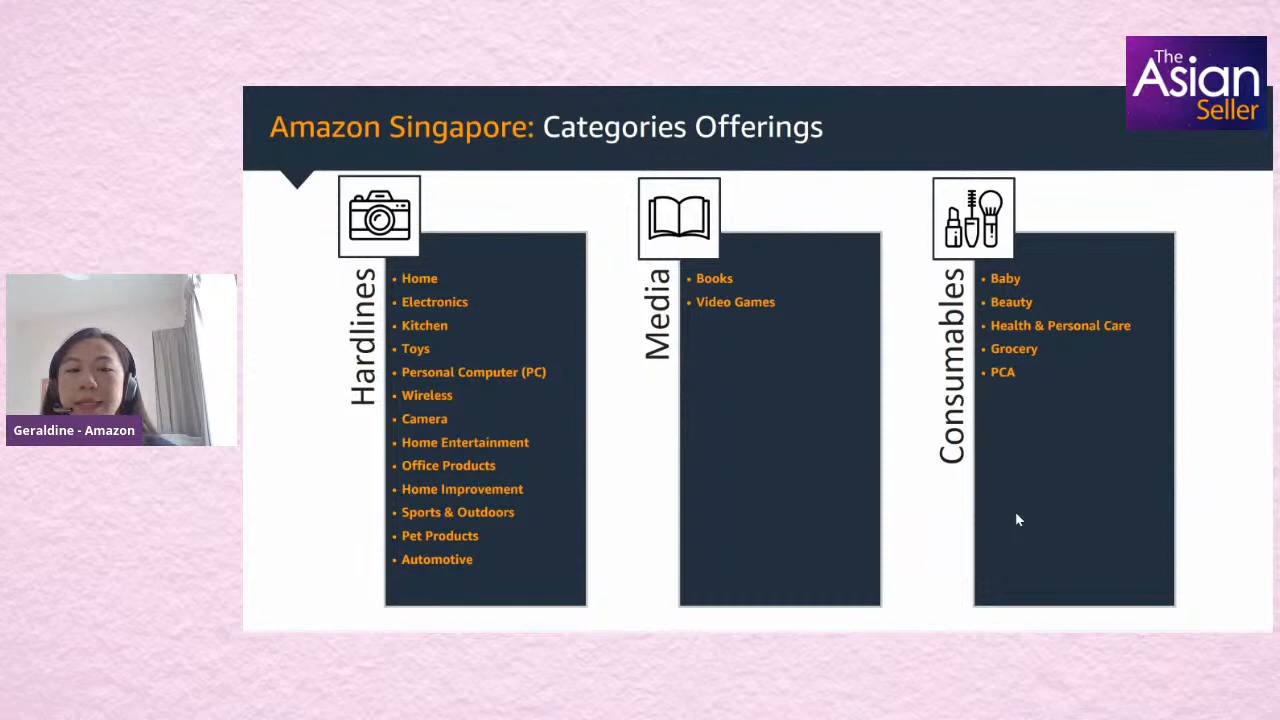 The
Asian
Seller
Amazon Singapore: Categories Offerings
Hardlines
• Home
• Electronics
• Kitchen
• Toys
• Personal Computer (PC)
• Wireless
• Camera
• Home Entertainment
• Office Products
• Home Improvement
• Sports & Outdoors
• Pet Products
• Automotive
Media
• Books
• Video Games
Consumables
• Baby
• Beauty
• Health & Personal Care
• Grocery
• PCA
Geraldine - Amazon